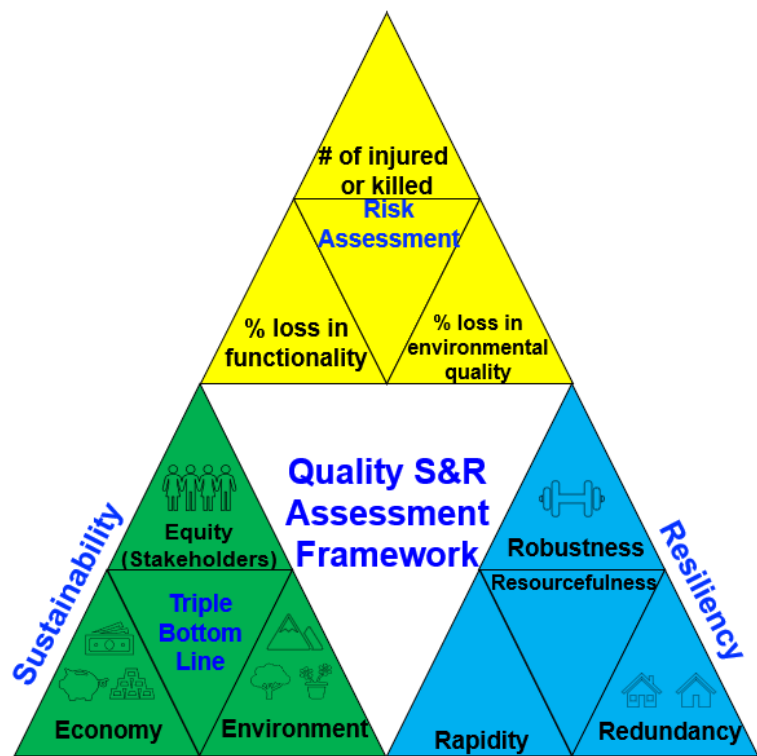 # of injured
or killed
Risk
Assessment
% loss in
functionality
% loss in
environmental
quality
Quality S&R
Assessment
Framework
Sustainability
Equity
(Stakeholders)
Triple
Bottom
Line
Economy
Environment
Resiliency
Robustness
Resourcefulness
Rapidity
Redundancy